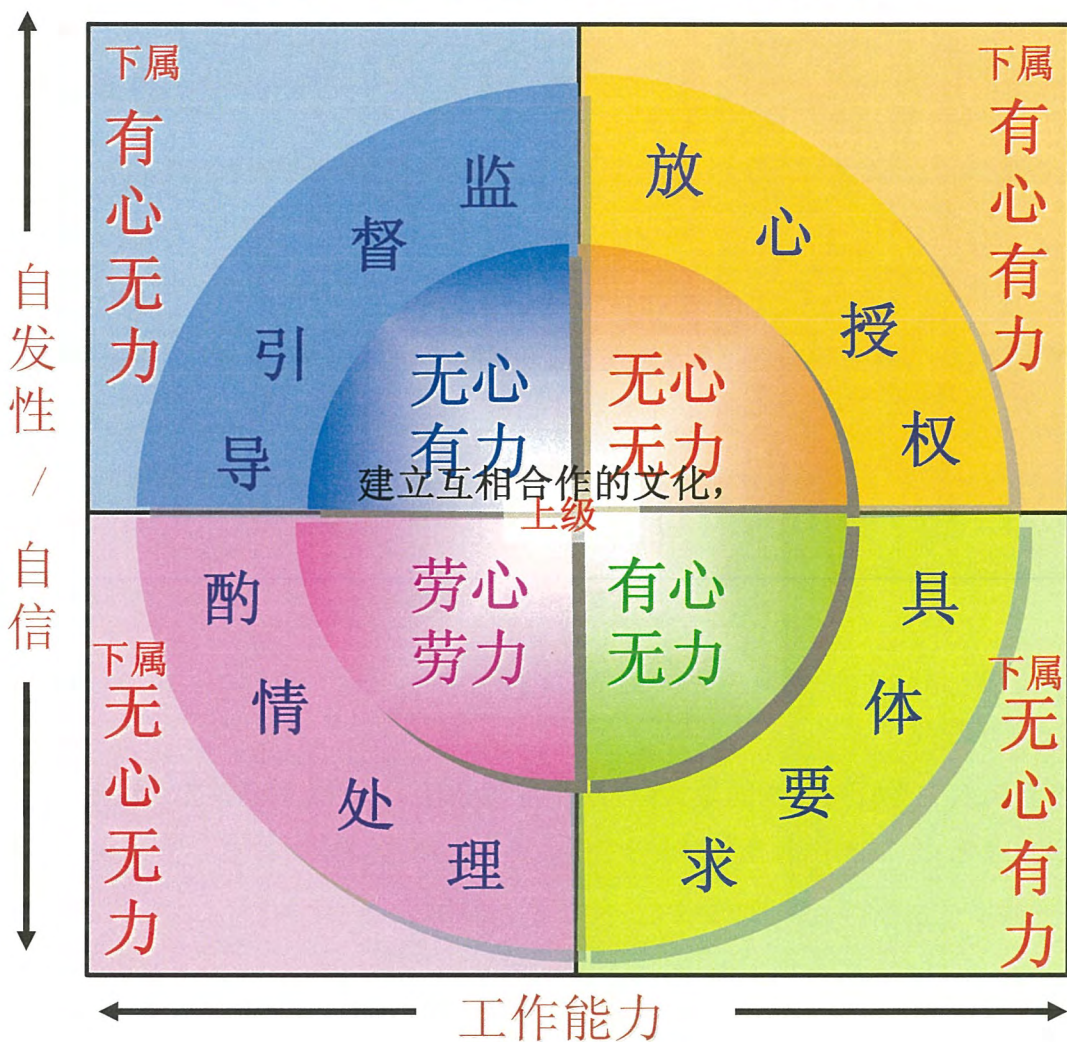 下属
有心无力
监督引导
无心
有力
下属
有心有力
放心授权
无心
无力
自发性 / 自信
建立互相合作的文化，
上级
劳心
劳力
下属
无心无力
酌情处理
有心
无力
下属
无心有力
具体要求
工作能力